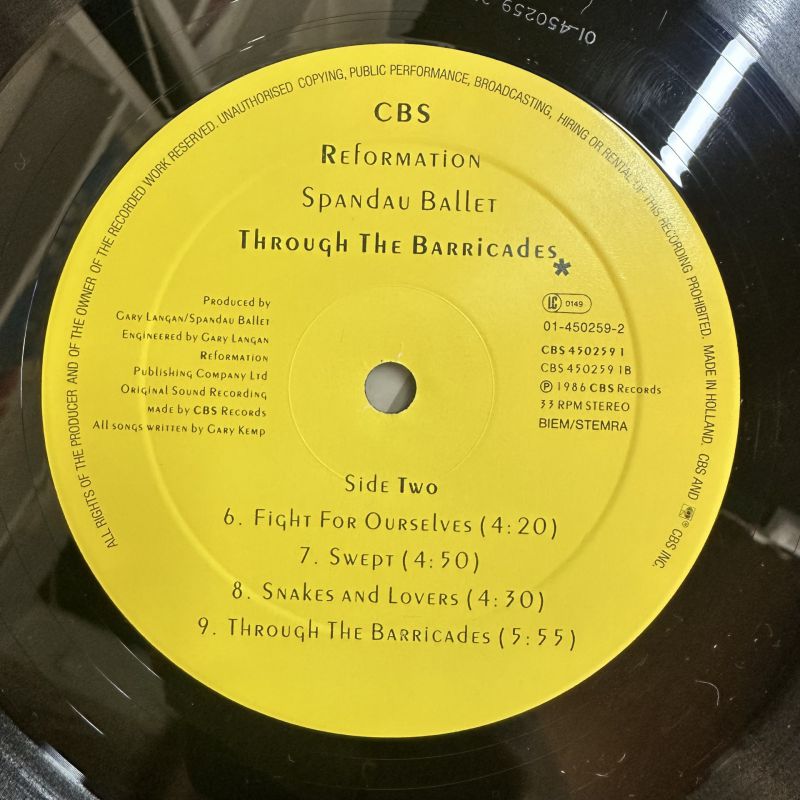 ALL RIGHTS OF THE PRODUCER AND OF THE OWNER OF THE RECORDED WORK RESERVED. UNAUTHORISED COPYING, PUBLIC PERFORMANCE, BROADCASTING, HIRING OR RENTAL OF THIS RECORDING PROHIBITED. MADE IN HOLLAND. CBS AND ® CBS INC.
CBS
Reformation
Spandau Ballet
Through The Barricades*
Produced by
Gary Langan/Spandau Ballet
Engineered by Gary Langan
Reformation
Publishing Company Ltd
Original Sound Recording
made by CBS Records
All songs written by Gary Kemp
LC 0149
01-450259-2
CBS 450259 1
CBS 450259 1B
℗ 1986 CBS Records
33 RPM STEREO
BIEM/STEMRA
Side Two
6. Fight For Ourselves (4:20)
7. Swept (4:50)
8. Snakes and Lovers (4:30)
9. Through The Barricades (5:55)
01-450259